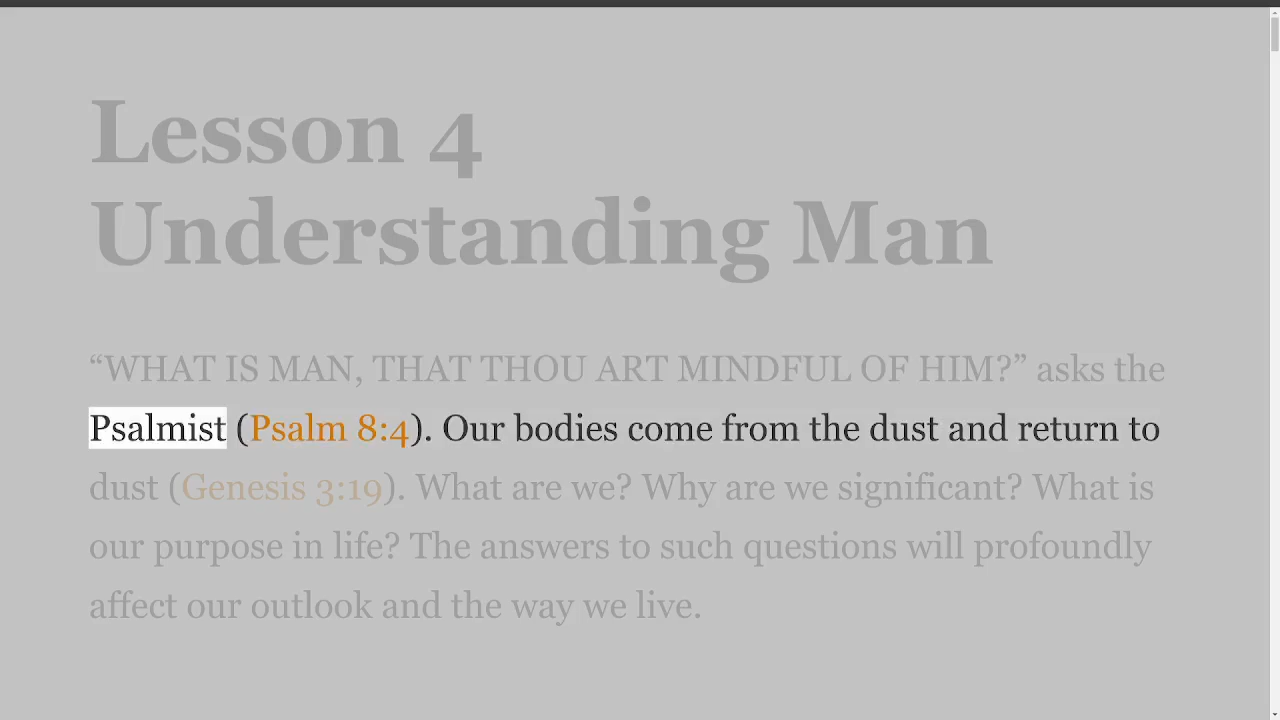 Lesson 4
Understanding Man
“WHAT IS MAN, THAT THOU ART MINDFUL OF HIM?” asks the
Psalmist (Psalm 8:4). Our bodies come from the dust and return to
dust (Genesis 3:19). What are we? Why are we significant? What is
our purpose in life? The answers to such questions will profoundly
affect our outlook and the way we live.